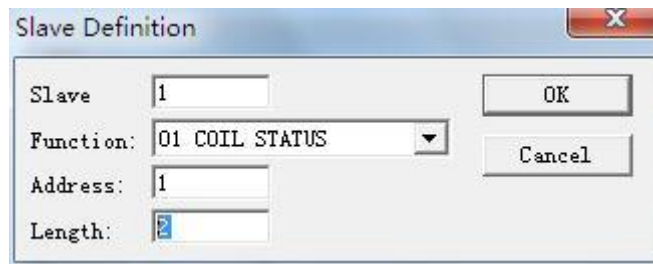 Slave Definition
Slave 1 OK
Function: 01 COIL STATUS
Cancel
Address: 1
Length: 2